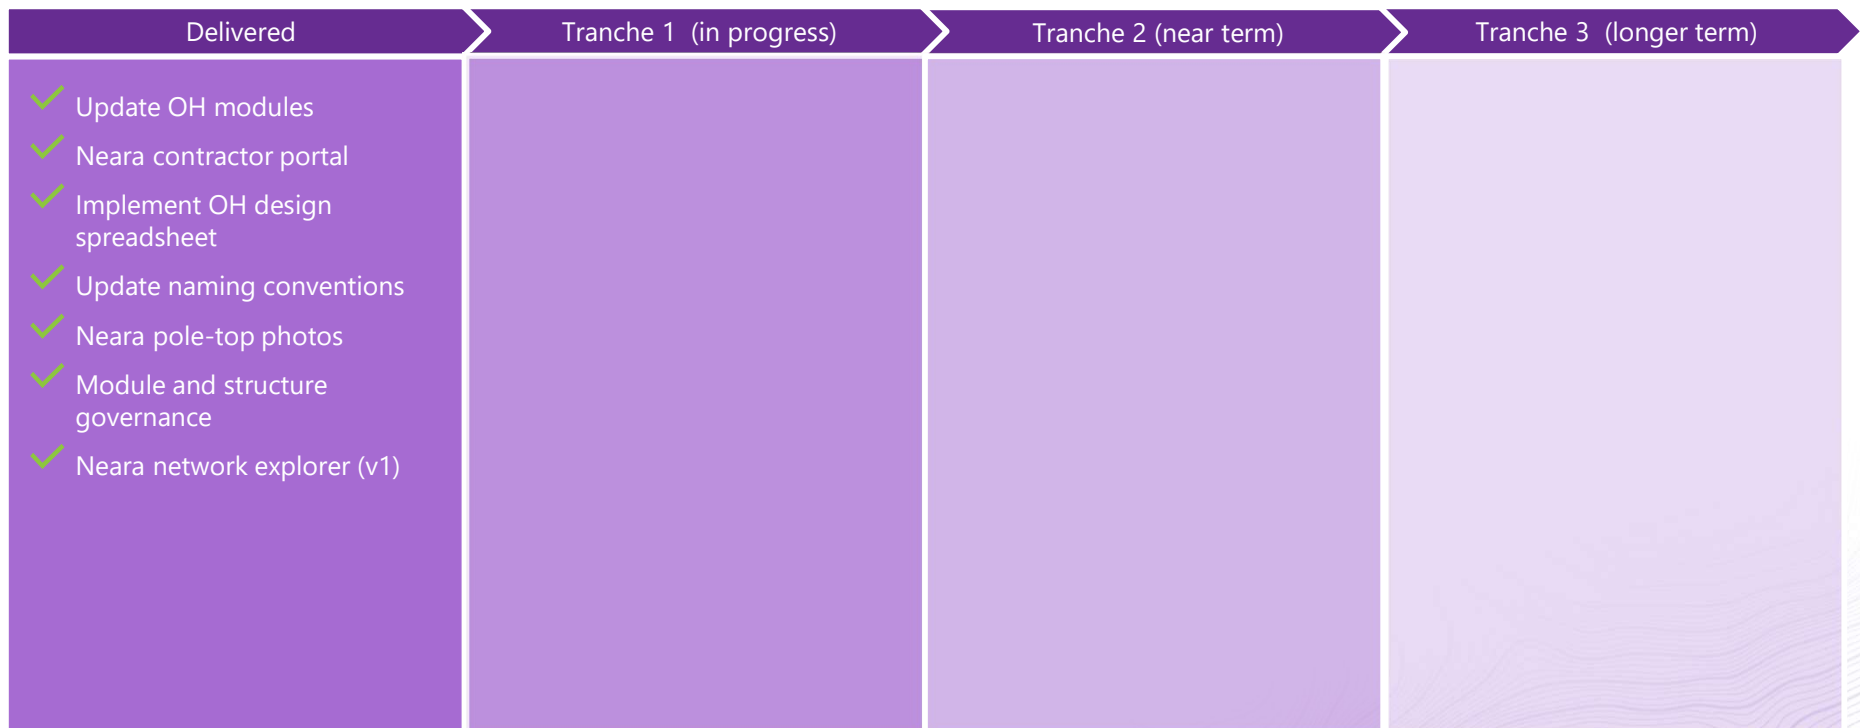 Delivered
Tranche 1  (in progress)
Tranche 2 (near term)
Tranche 3  (longer term)
Update OH modules
Neara contractor portal
Implement OH design
spreadsheet
Update naming conventions
Neara pole-top photos
Module and structure
governance
Neara network explorer (v1)